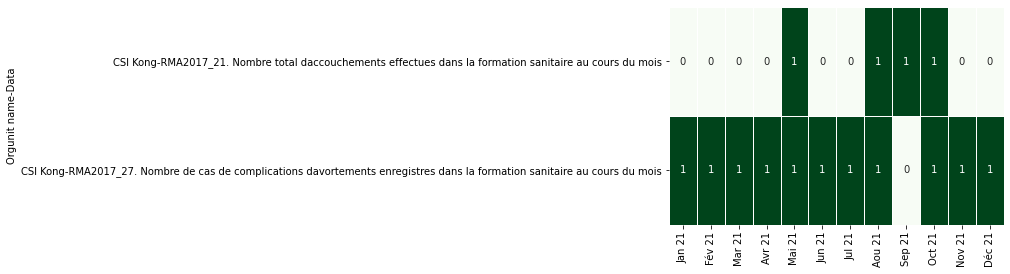 Orgunit name-Data
CSI Kong-RMA2017_21. Nombre total daccouchements effectues dans la formation sanitaire au cours du mois
0 0 0 0 1 0 0 1 1 1 0 0
CSI Kong-RMA2017_27. Nombre de cas de complications davortements enregistres dans la formation sanitaire au cours du mois
1 1 1 1 1 1 1 1 0 1 1 1
Jan 21
Fév 21
Mar 21
Avr 21
Mai 21
Jun 21
Jul 21
Aou 21
Sep 21
Oct 21
Nov 21
Déc 21